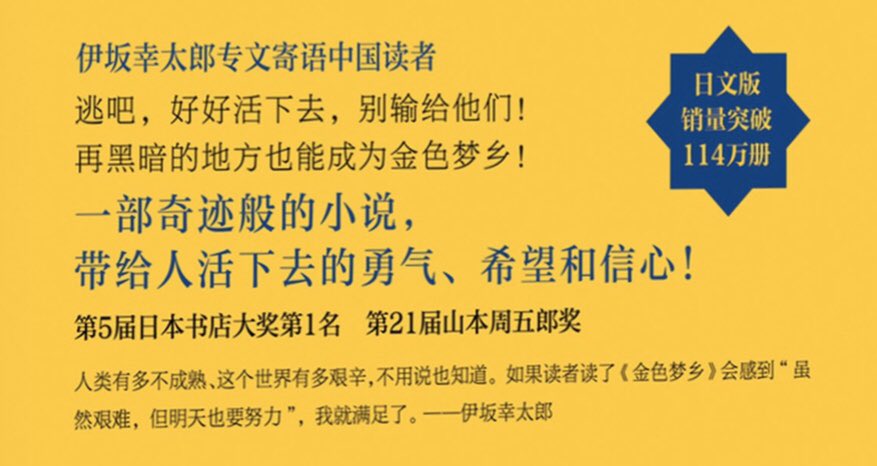 伊坂幸太郎专文寄语中国读者
逃吧，好好活下去，别输给他们！
再黑暗的地方也能成为金色梦乡！
一部奇迹般的小说，
带给人活下去的勇气、希望和信心！
第5届日本书店大奖第1名　第21届山本周五郎奖
人类有多不成熟、这个世界有多艰辛，不用说也知道。如果读者读了《金色梦乡》会感到“虽
然艰难，但明天也要努力”，我就满足了。——伊坂幸太郎
日文版
销量突破
114万册